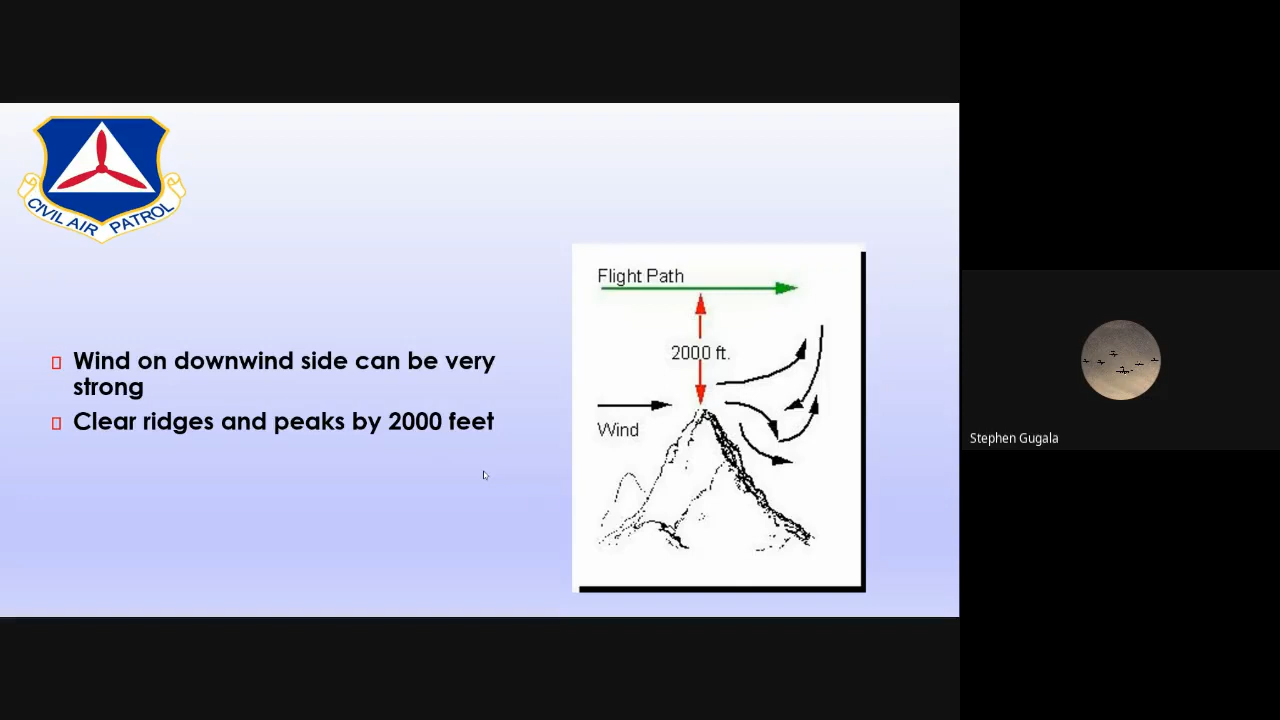 CIVIL AIR PATROL
Wind on downwind side can be very
strong
Clear ridges and peaks by 2000 feet
Flight Path
2000 ft.
Wind
Stephen Gugala